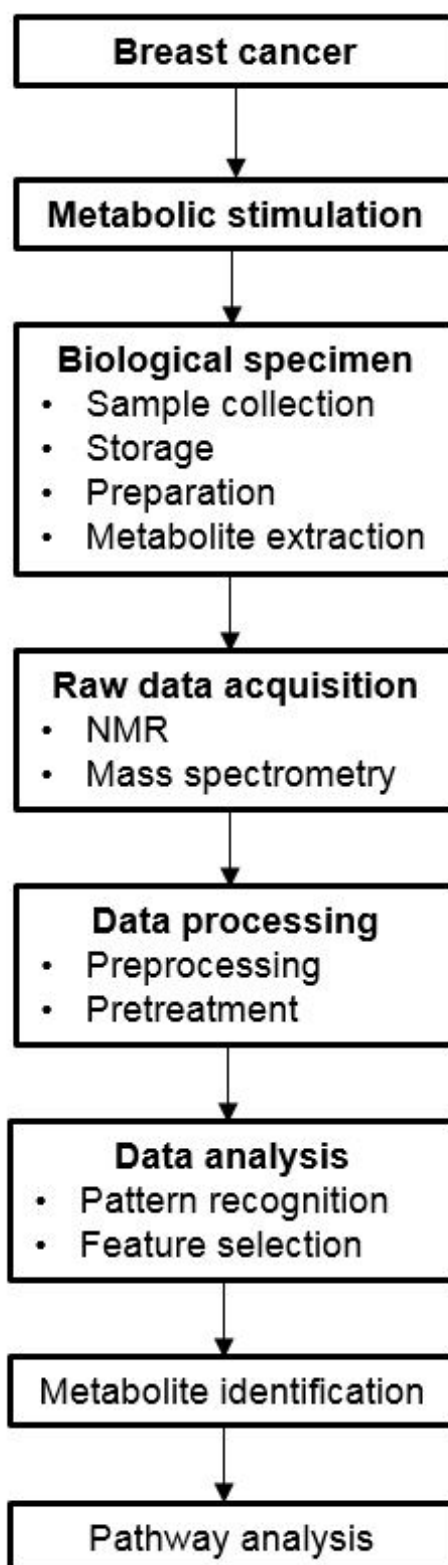 Breast cancer
Metabolic stimulation
Biological specimen
• Sample collection
• Storage
• Preparation
• Metabolite extraction
Raw data acquisition
• NMR
• Mass spectrometry
Data processing
• Preprocessing
• Pretreatment
Data analysis
• Pattern recognition
• Feature selection
Metabolite identification
Pathway analysis